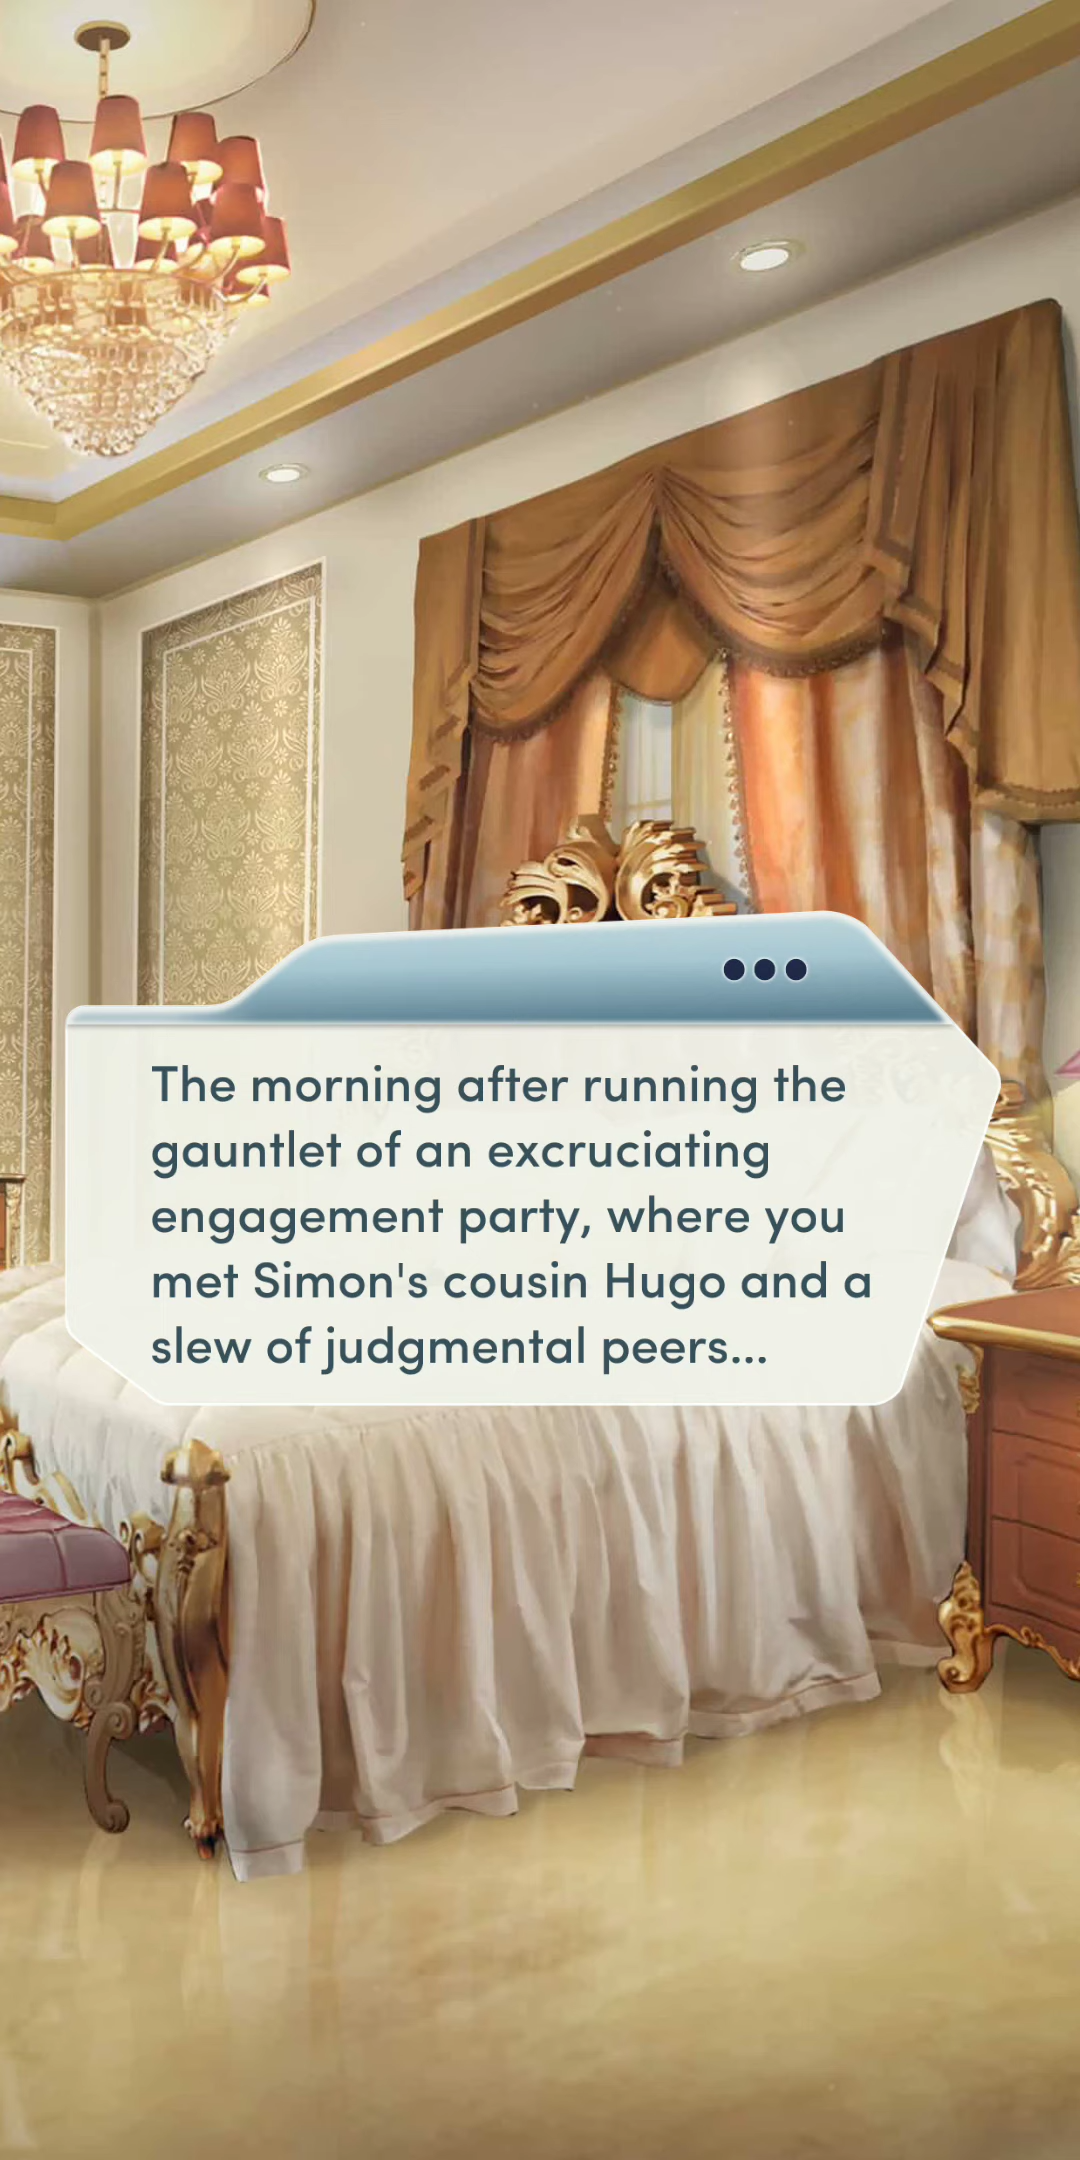 The morning after running the
gauntlet of an excruciating
engagement party, where you
met Simon's cousin Hugo and a
slew of judgmental peers...